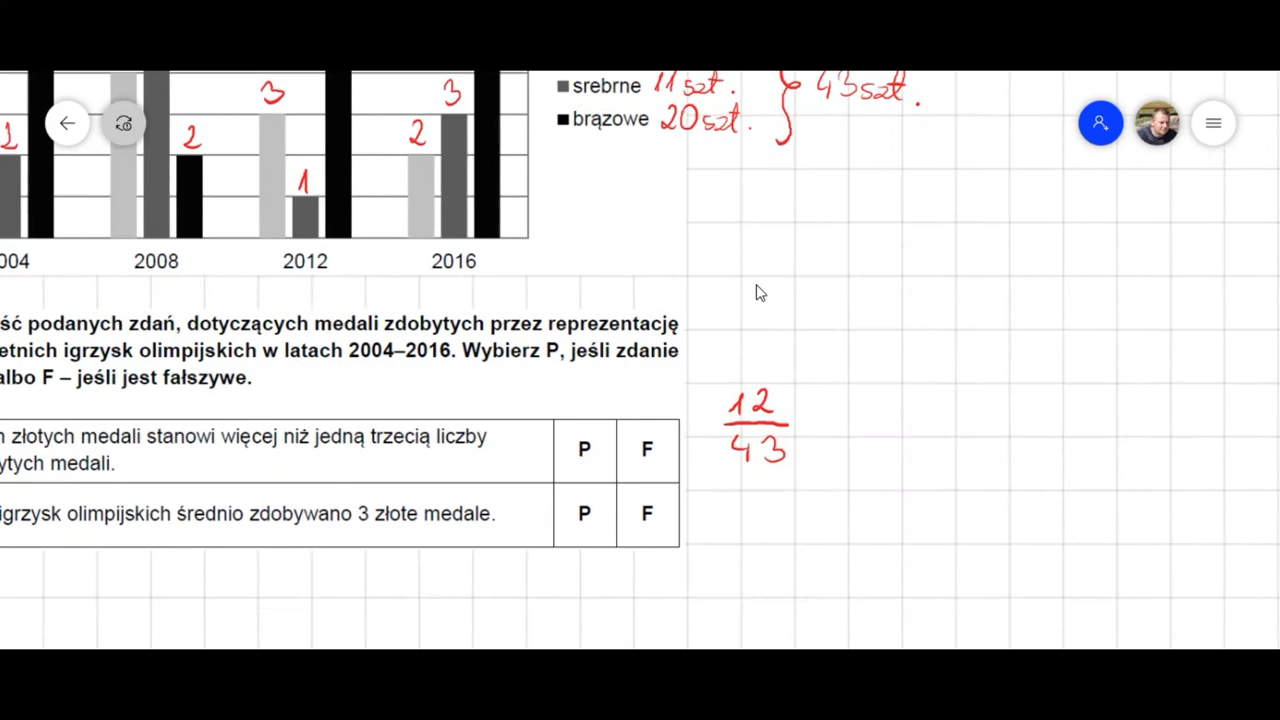 3
srebrne 11 szt.
43 szt.
3
brązowe 20 szt.
2
2
2
1
004
2008
2012
2016
ść podanych zdań, dotyczących medali zdobytych przez reprezentację
etnich igrzysk olimpijskich w latach 2004–2016. Wybierz P, jeśli zdanie
albo F – jeśli jest fałszywe.
12
43
n złotych medali stanowi więcej niż jedną trzecią liczby
ytych medali.
P
F
igrzysk olimpijskich średnio zdobywano 3 złote medale.
P
F